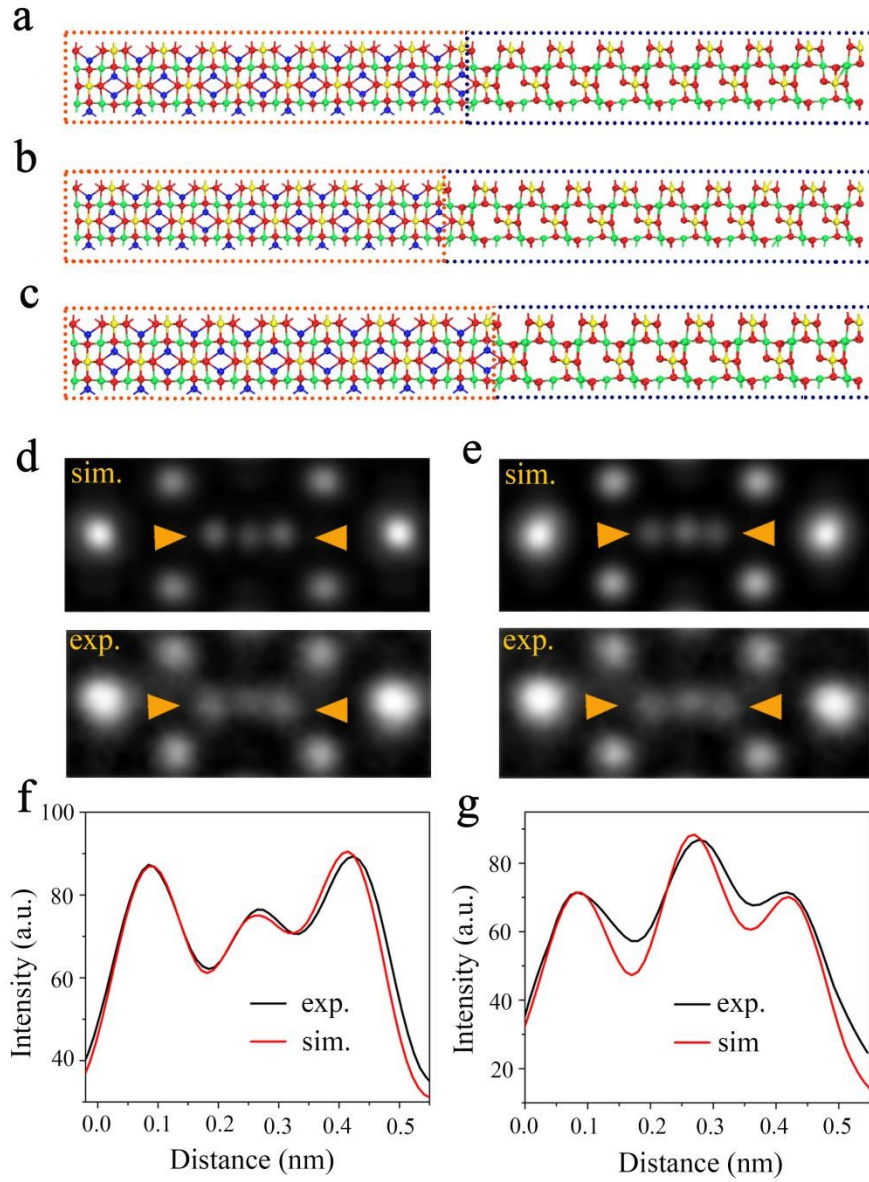 a
b
c
d
e
sim.
sim.
exp.
exp.
f
g
100
80
60
40
Intensity (a.u.)
exp.
sim.
0.0 0.1 0.2 0.3 0.4 0.5
Distance (nm)
80
60
40
20
Intensity (a.u.)
exp.
sim
0.0 0.1 0.2 0.3 0.4 0.5
Distance (nm)